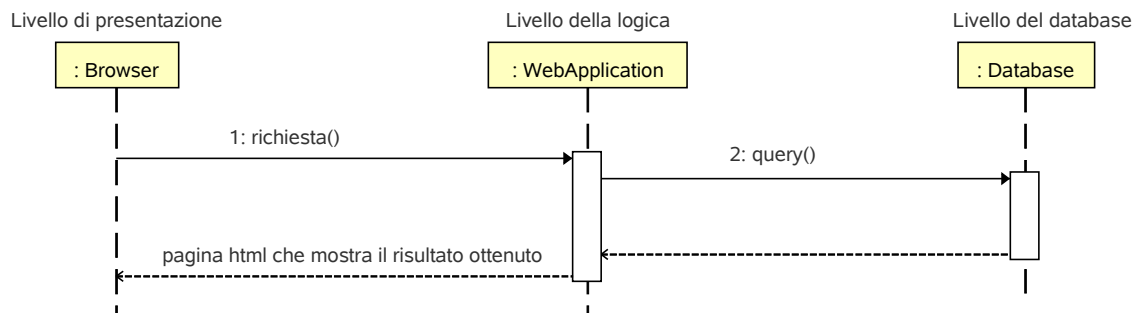 Livello di presentazione
Livello della logica
Livello del database
: Browser
: WebApplication
: Database
1: richiesta()
2: query()
pagina html che mostra il risultato ottenuto